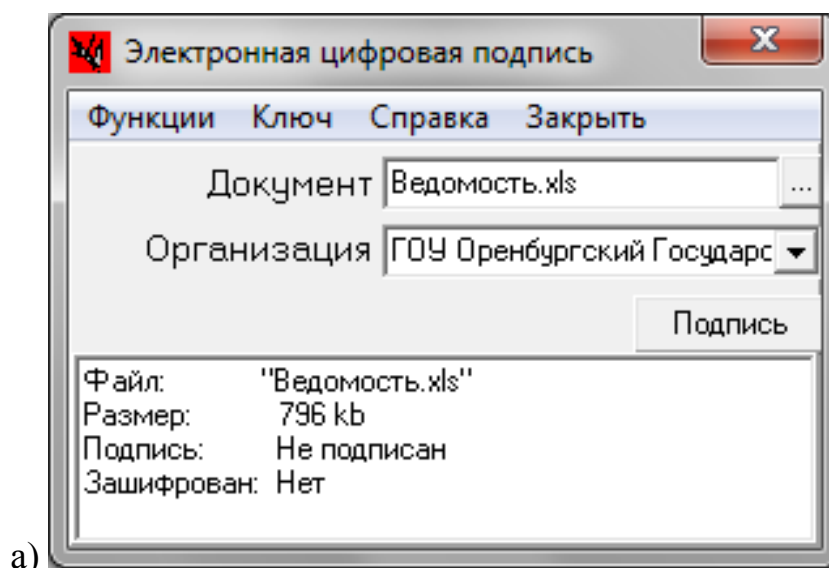 Электронная цифровая подпись
Функции Ключ Справка Закрыть
Документ Ведомость.xls ...
Организация ГОУ Оренбургский Государс
Подпись
Файл: "Ведомость.xls"
Размер: 796 kb
Подпись: Не подписан
Зашифрован: Нет
а)